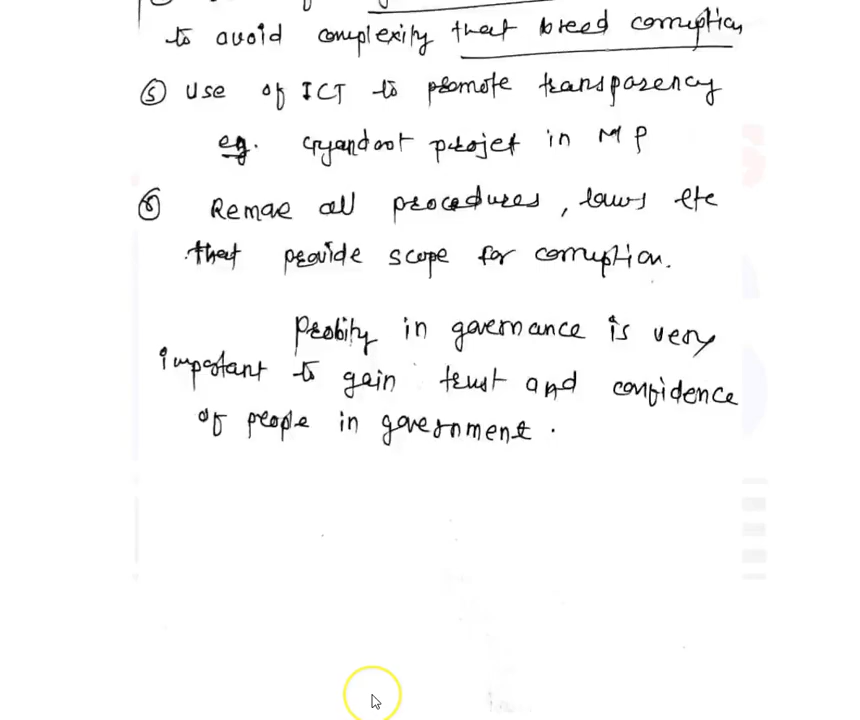 to avoid complexity that breed corruption
⑤ Use of ICT to promote transparency
eg. Gyandoot projet in MP
⑥ Remove all procedures, laws etc
that provide scope for corruption.
Probity in governance is very
important to gain trust and confidence
of people in government.